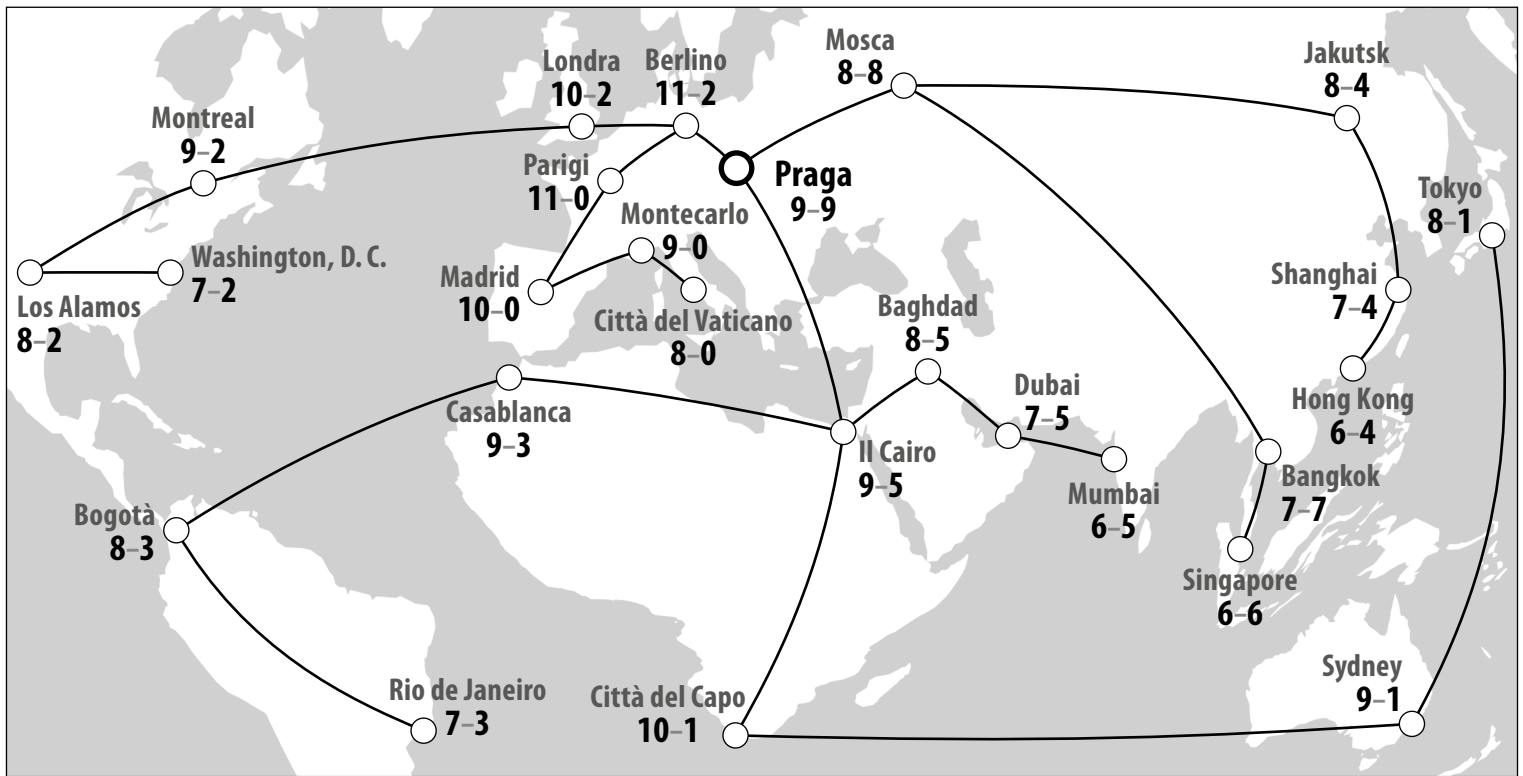 Mosca
8–8
Jakutsk
8–4
Londra
10–2
Berlino
11–2
Montreal
9–2
Parigi
11–0
Praga
9–9
Tokyo
8–1
Montecarlo
9–0
Washington, D. C.
7–2
Madrid
10–0
Shanghai
7–4
Los Alamos
8–2
Città del Vaticano
8–0
Baghdad
8–5
Dubai
7–5
Casablanca
9–3
Hong Kong
6–4
Il Cairo
9–5
Mumbai
6–5
Bangkok
7–7
Bogotà
8–3
Singapore
6–6
Rio de Janeiro
7–3
Città del Capo
10–1
Sydney
9–1